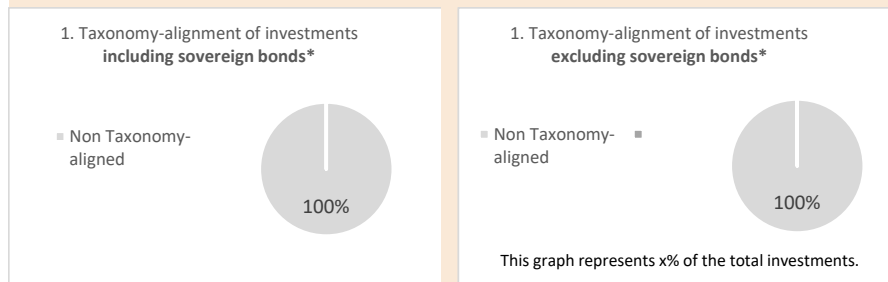 1. Taxonomy-alignment of investments
including sovereign bonds*
Non Taxonomy-
aligned
100%
1. Taxonomy-alignment of investments
excluding sovereign bonds*
Non Taxonomy-
aligned
100%
This graph represents x% of the total investments.